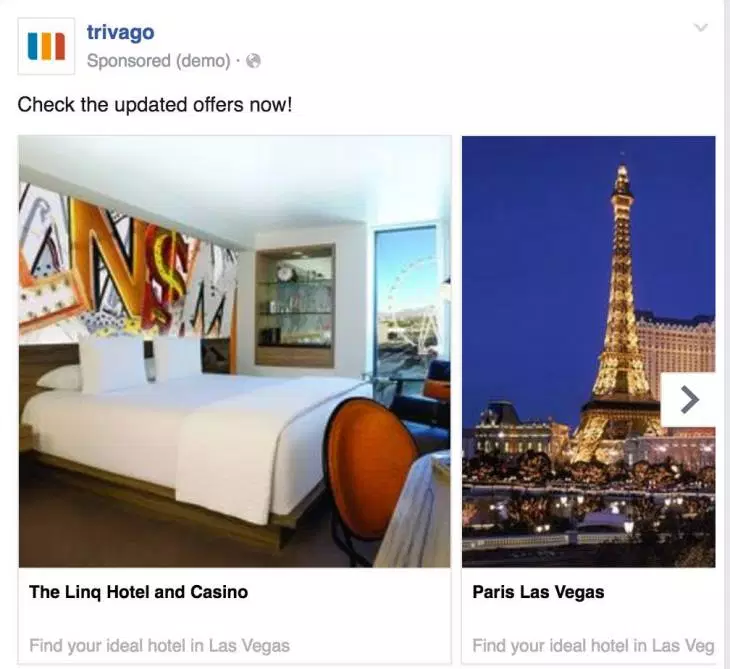 trivago
Sponsored (demo) ·
Check the updated offers now!
The Linq Hotel and Casino
Find your ideal hotel in Las Vegas
Paris Las Vegas
Find your ideal hotel in Las Veg